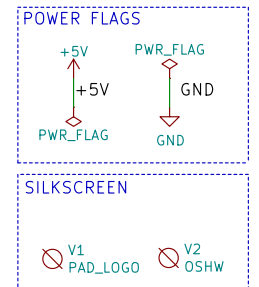 POWER FLAGS
+5V
PWR_FLAG
+5V
GND
PWR_FLAG
GND
SILKSCREEN
V1
PAD_LOGO
V2
OSHW